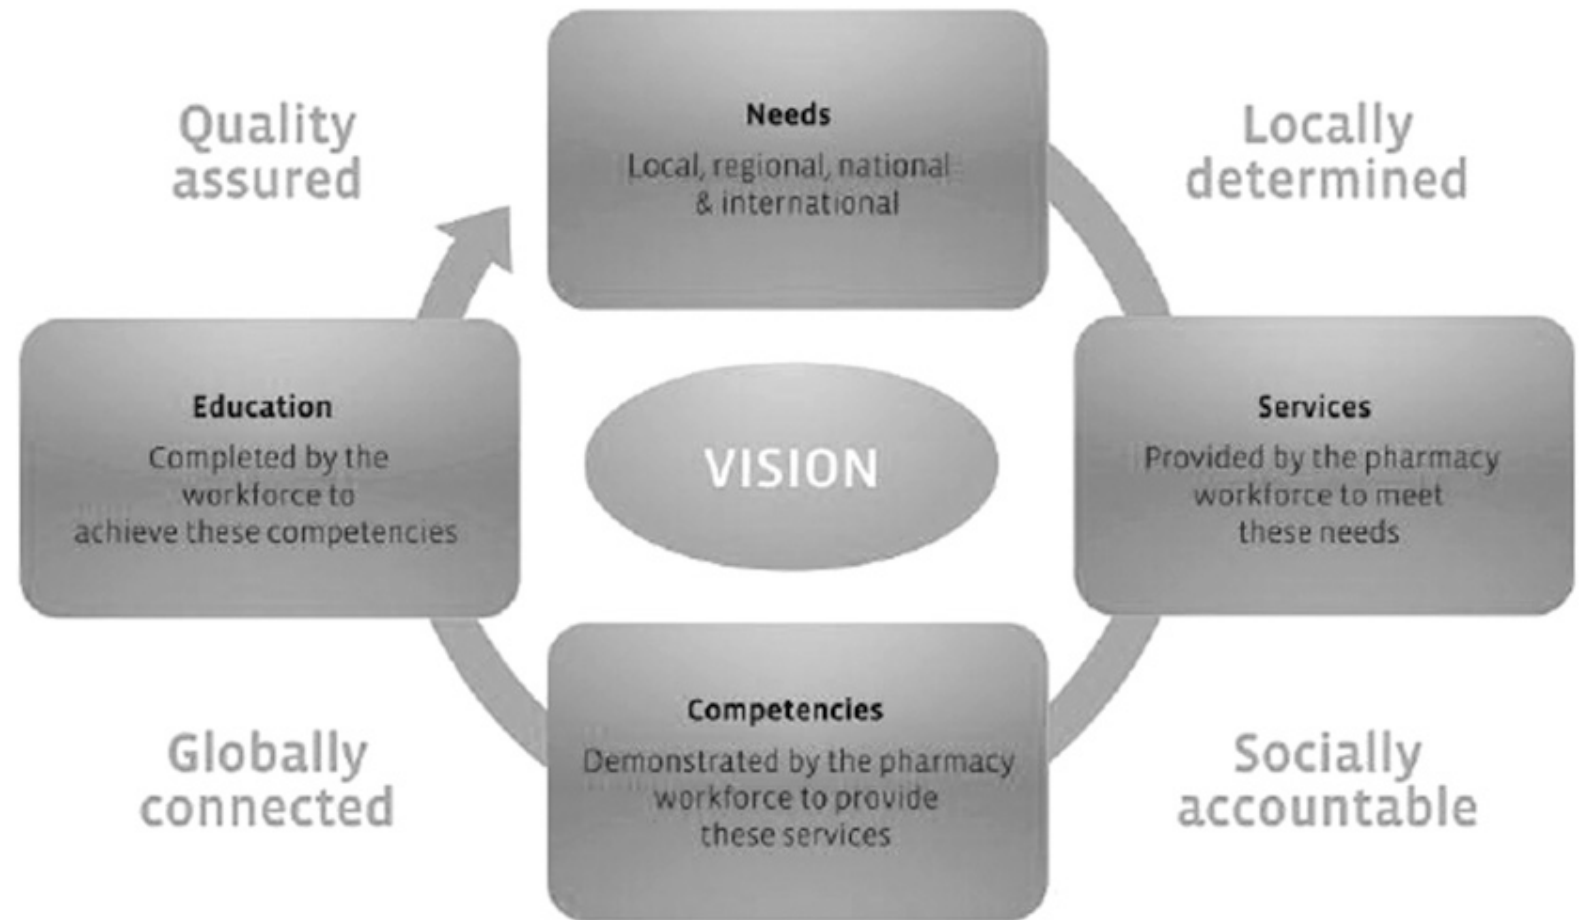 Quality
assured
Needs
Local, regional, national
& international
Locally
determined
Education
Completed by the
workforce to
achieve these competencies
VISION
Services
Provided by the pharmacy
workforce to meet
these needs
Globally
connected
Competencies
Demonstrated by the pharmacy
workforce to provide
these services
Socially
accountable